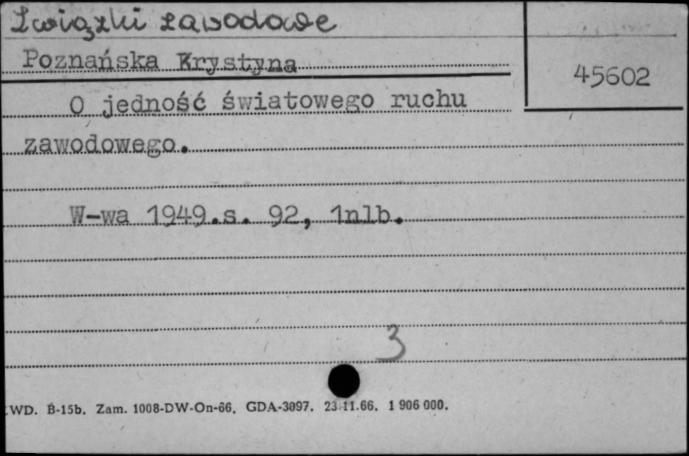 Związki zawodowe
Poznańska Krystyna
45602
O jedność światowego ruchu
zawodowego.
W-wa 1949.s. 92, 1nlb.
3
WD. B-15b. Zam. 1008-DW-On-66. GDA-3097. 23.11.66. 1 906 000.